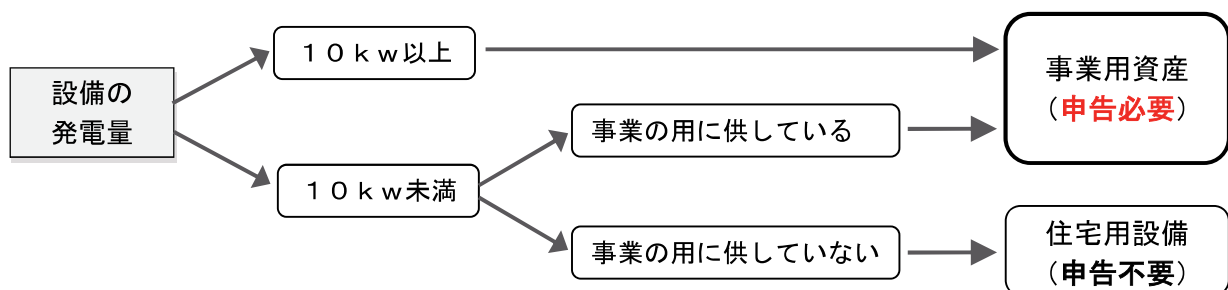 設備の
発電量
１０ｋｗ以上
１０ｋｗ未満
事業の用に供している
事業の用に供していない
事業用資産
（申告必要）
住宅用設備
（申告不要）